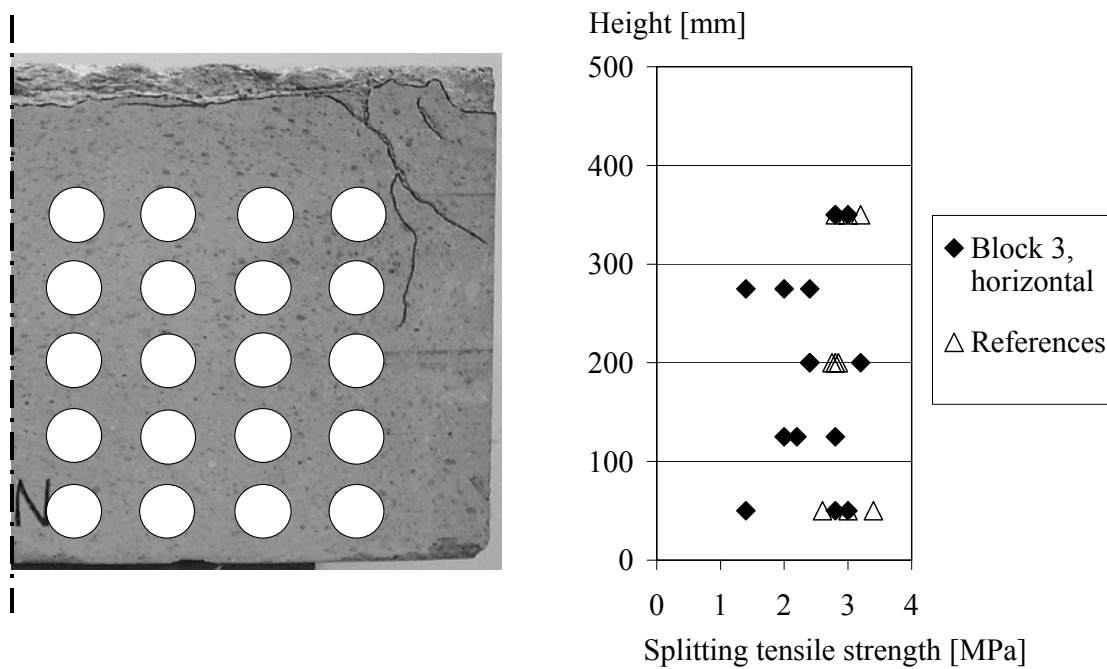 N
Height [mm]
500
400
300
200
100
0
0 1 2 3 4
Splitting tensile strength [MPa]
Block 3,
horizontal
References